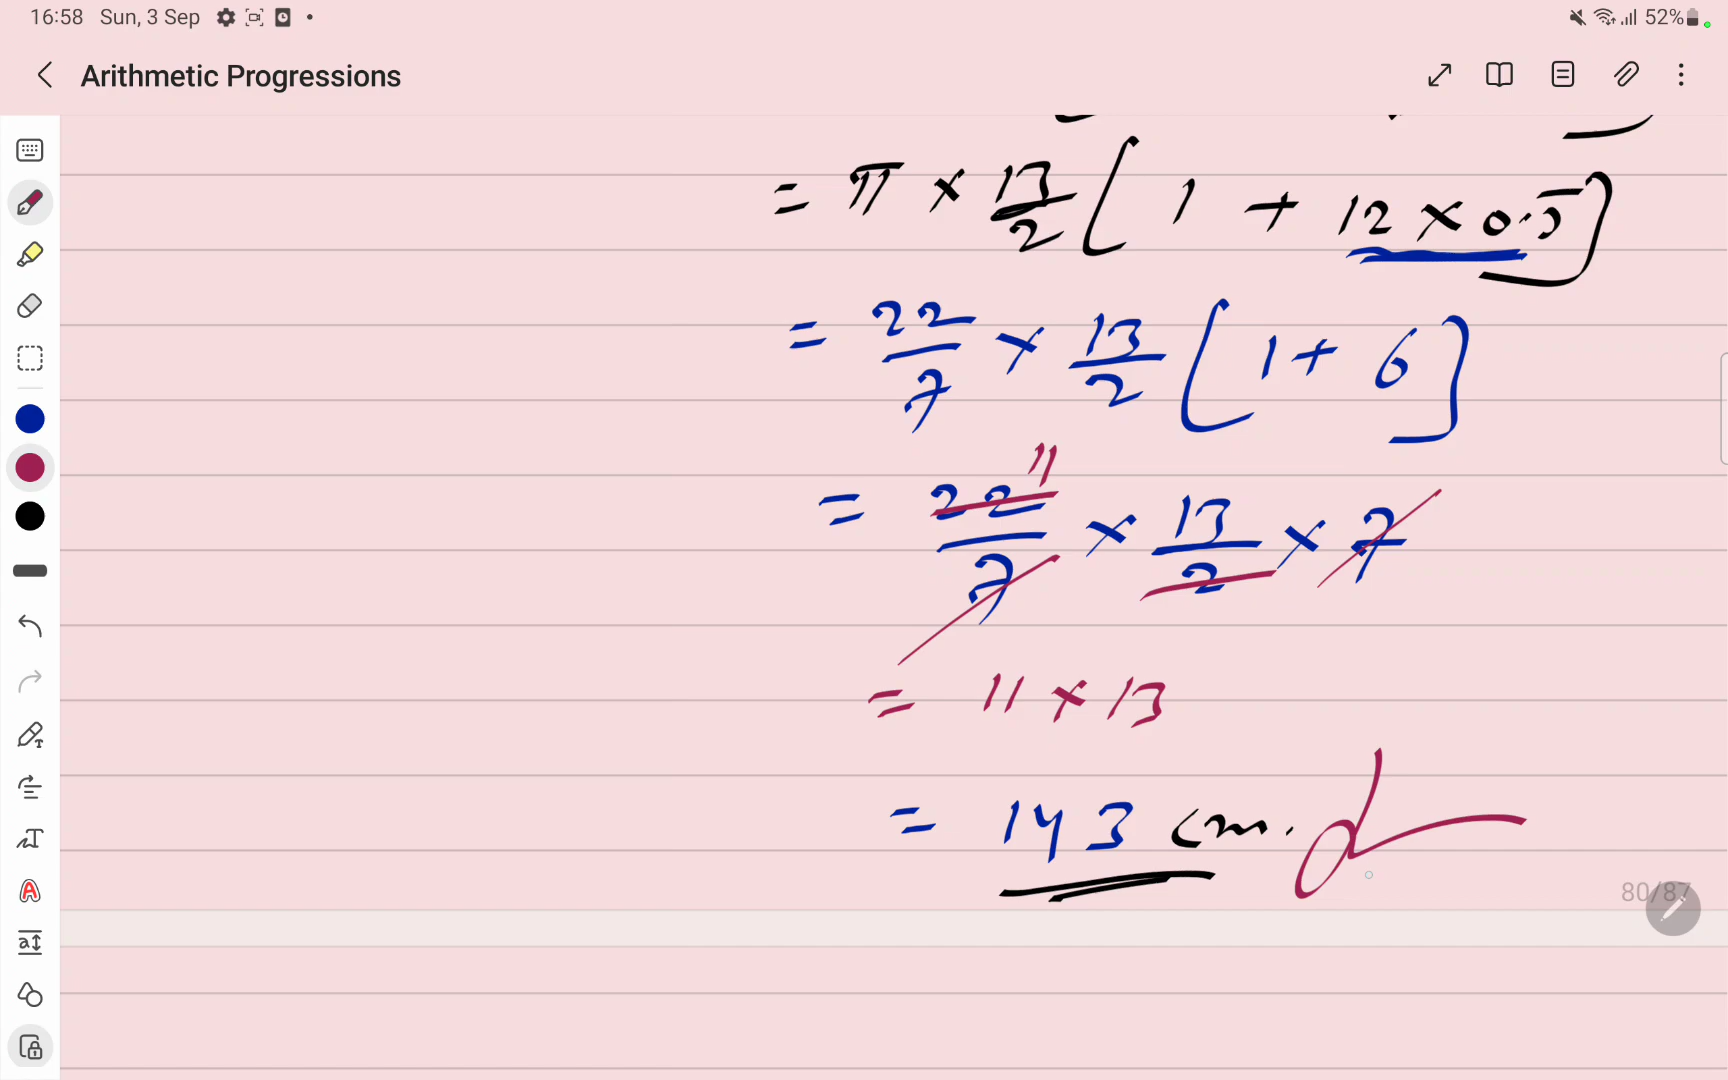 16:58 Sun, 3 Sep 52%
Arithmetic Progressions
= π × 13/2 [ 1 + 12 × 0.5 ]
= 22/7 × 13/2 [ 1 + 6 ]
11
= 22/7 × 13/2 × 7
= 11 × 13
= 143 cm.
80/87